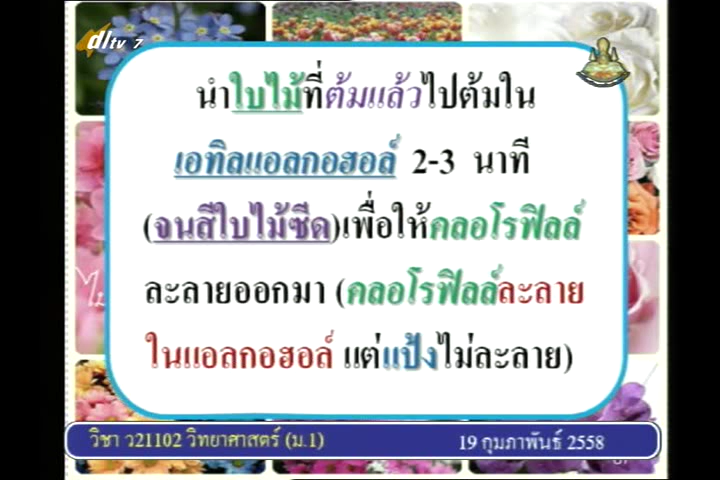 dltv 7
นำใบไม้ที่ต้มแล้วไปต้มใน
เอทิลแอลกอฮอล์ 2-3 นาที
(จนสีใบไม้ซีด)เพื่อให้คลอโรฟิลล์
ละลายออกมา (คลอโรฟิลล์ละลาย
ในแอลกอฮอล์ แต่แป้งไม่ละลาย)
วิชา ว21102 วิทยาศาสตร์ (ม.1) 19 กุมภาพันธ์ 2558